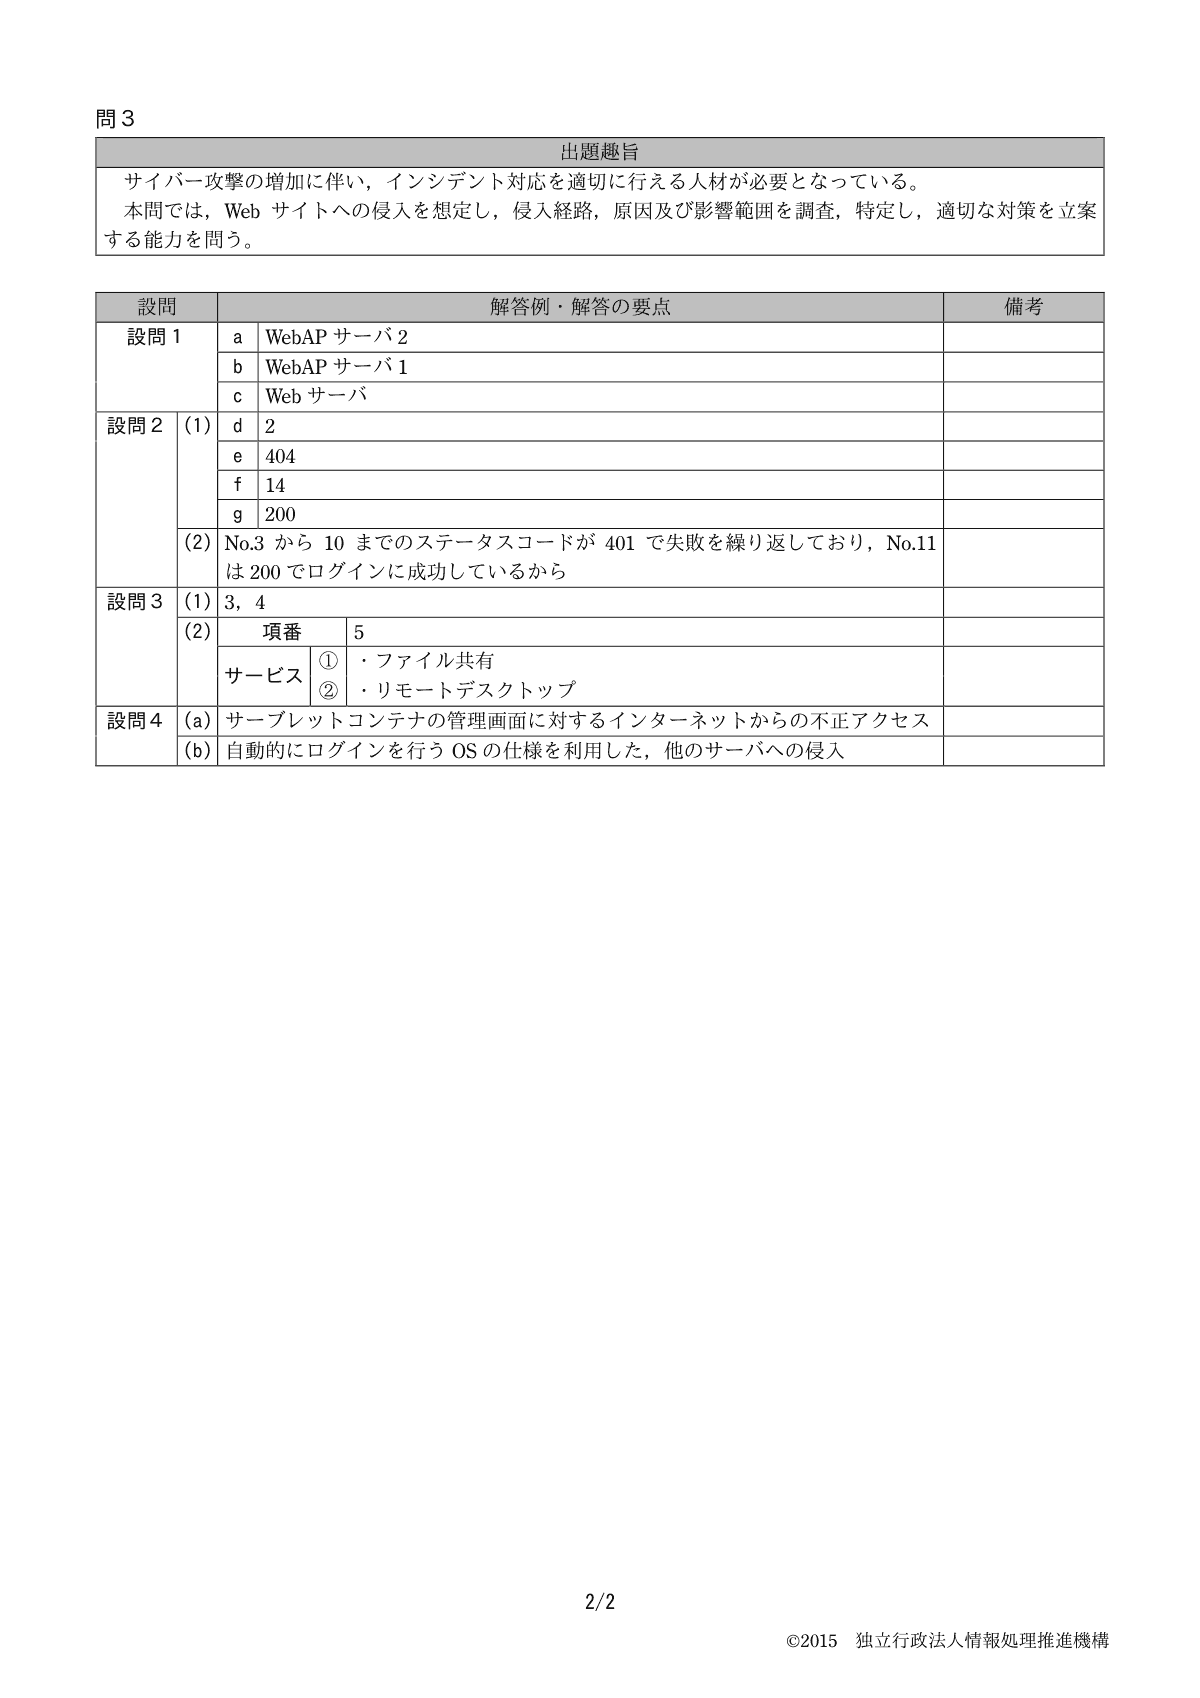 問３
出題趣旨
サイバー攻撃の増加に伴い，インシデント対応を適切に行える人材が必要となっている。
本問では，Web サイトへの侵入を想定し，侵入経路，原因及び影響範囲を調査，特定し，適切な対策を立案
する能力を問う。
設問 解答例・解答の要点 備考
設問１ a WebAP サーバ 2
b WebAP サーバ 1
c Web サーバ
設問２ (1) d 2
e 404
f 14
g 200
(2) No.3 から 10 までのステータスコードが 401 で失敗を繰り返しており，No.11
は 200 でログインに成功しているから
設問３ (1) 3，4
(2) 項番 5
サービス ① ・ファイル共有
② ・リモートデスクトップ
設問４ (a) サーブレットコンテナの管理画面に対するインターネットからの不正アクセス
(b) 自動的にログインを行う OS の仕様を利用した，他のサーバへの侵入
2/2
©2015　独立行政法人情報処理推進機構